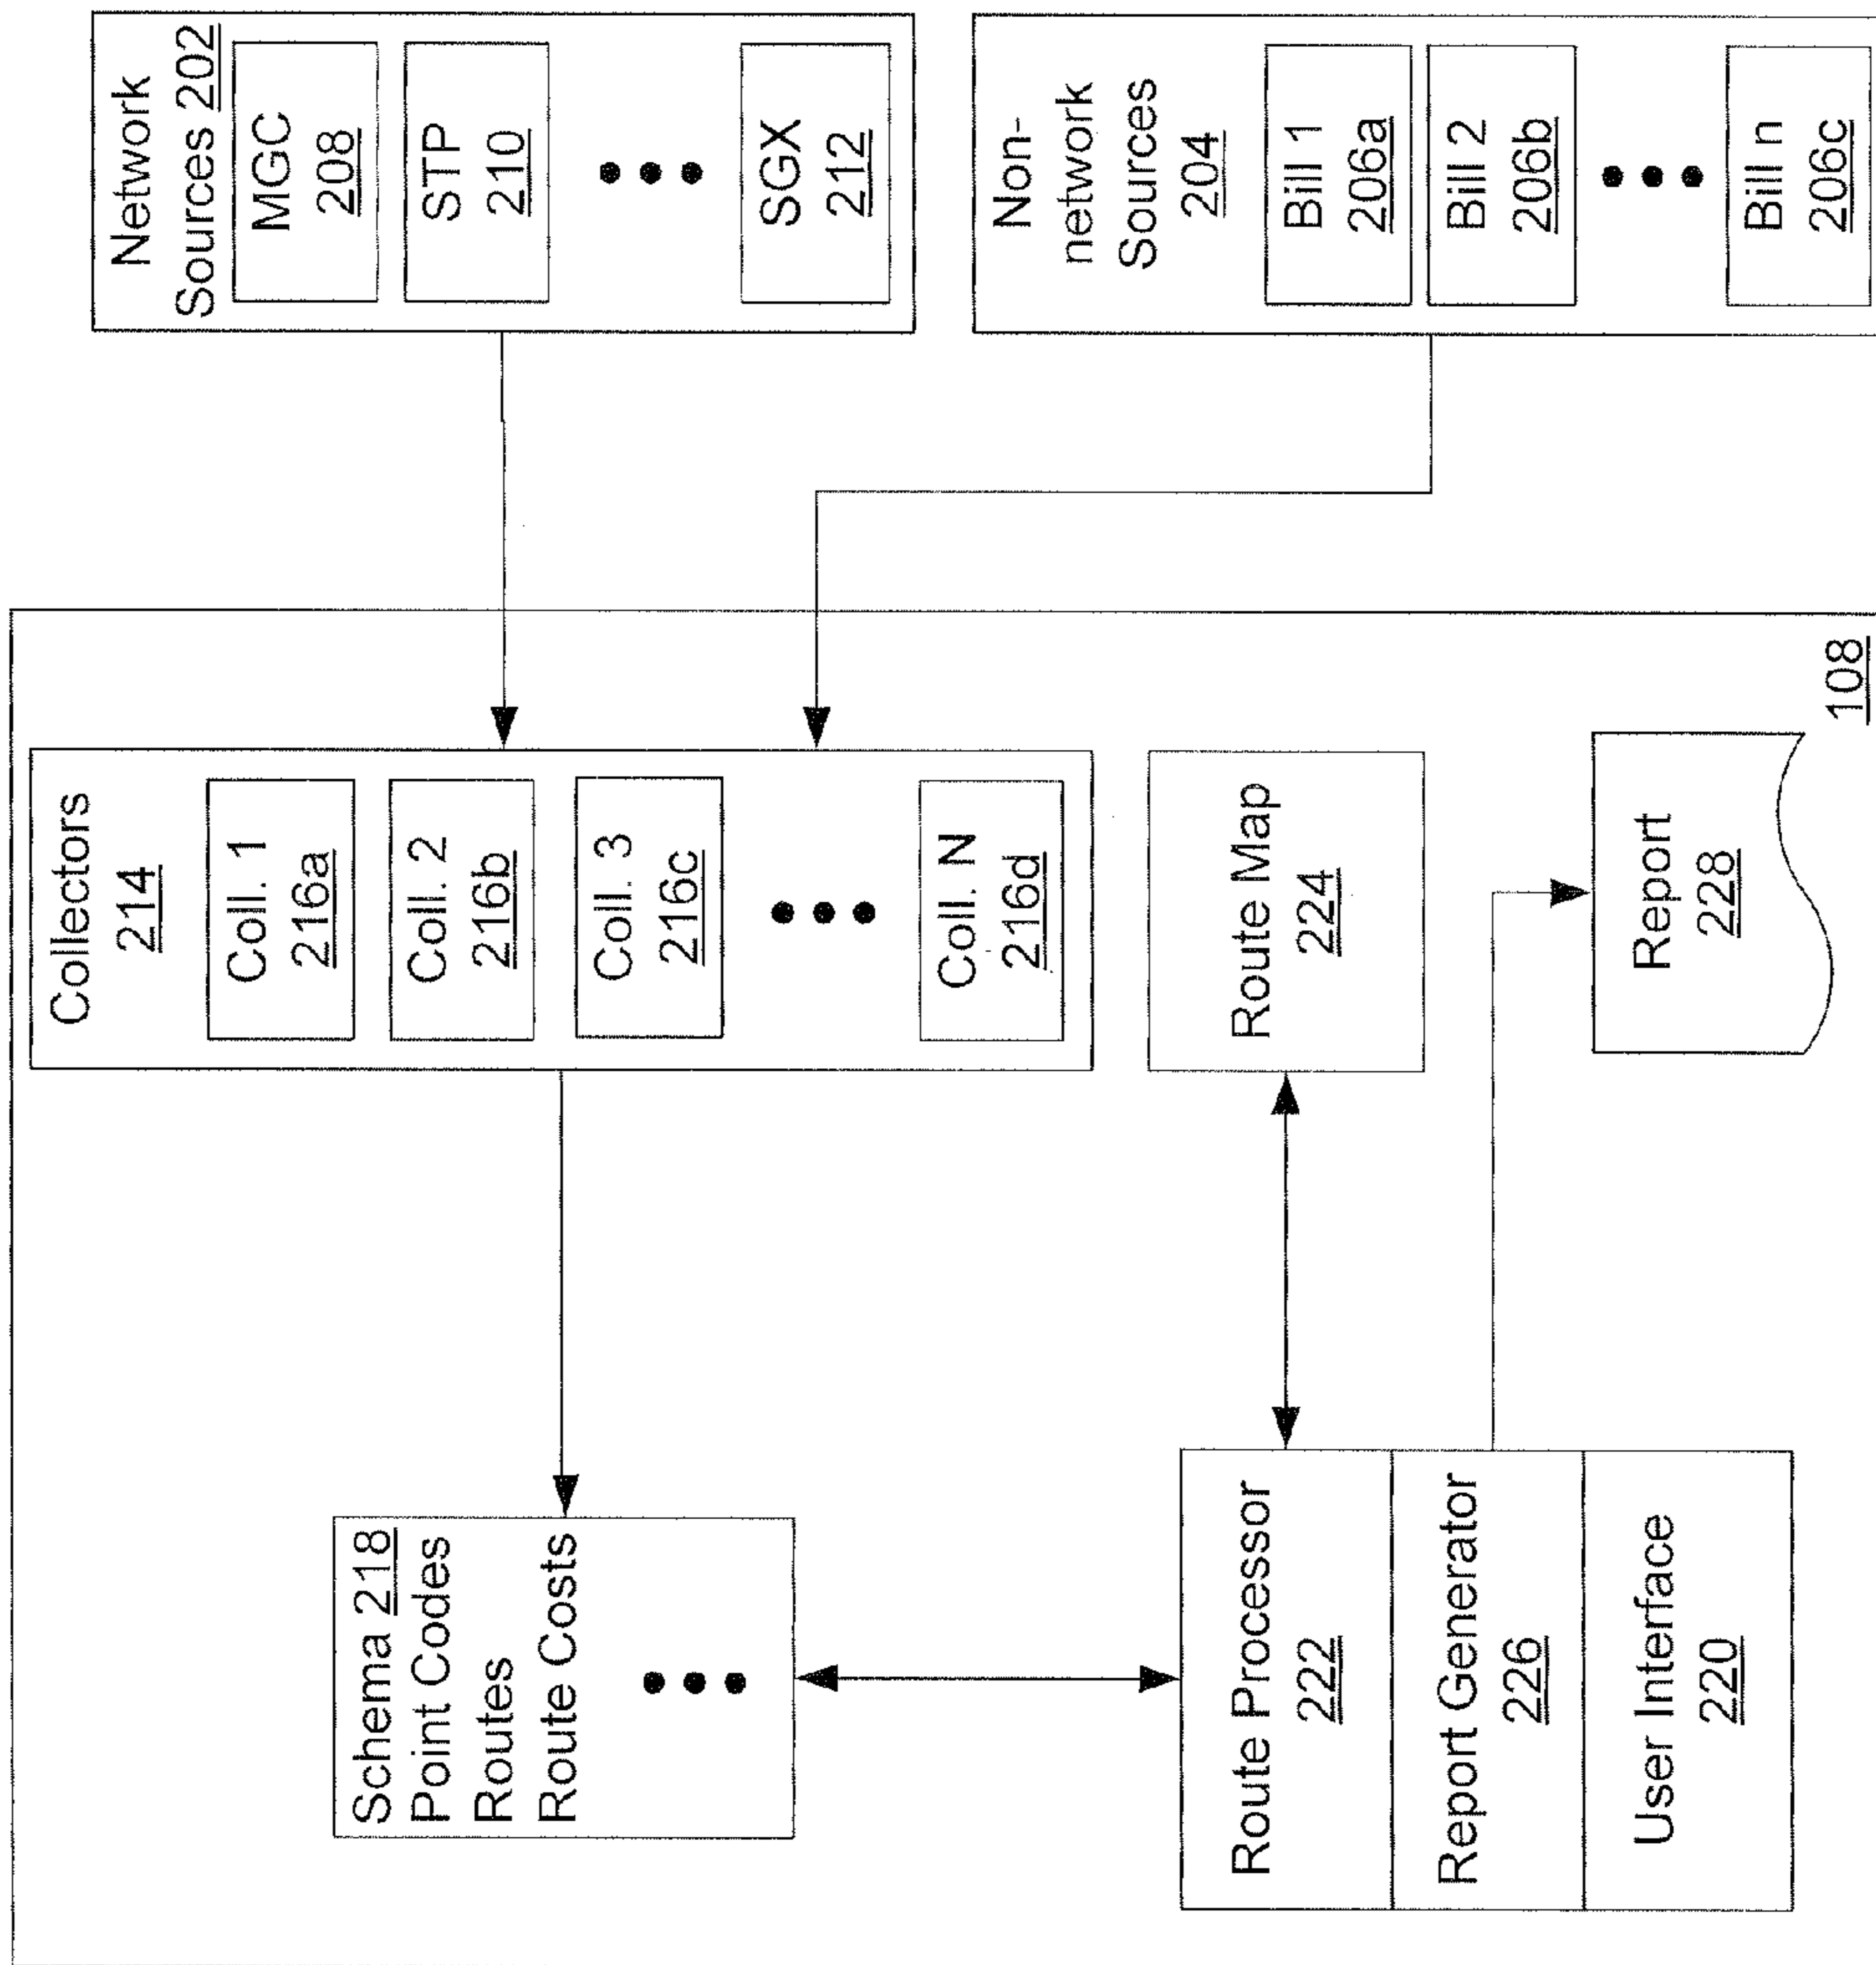 Network
Sources 202
MGC
208
STP
210
SGX
212
Non-
network
Sources
204
Bill 1
206a
Bill 2
206b
Bill n
206c
Collectors
214
Coll. 1
216a
Coll. 2
216b
Coll. 3
216c
Coll. N
216d
Route Map
224
Report
228
108
Schema 218
Point Codes
Routes
Route Costs
Route Processor
222
Report Generator
226
User Interface
220